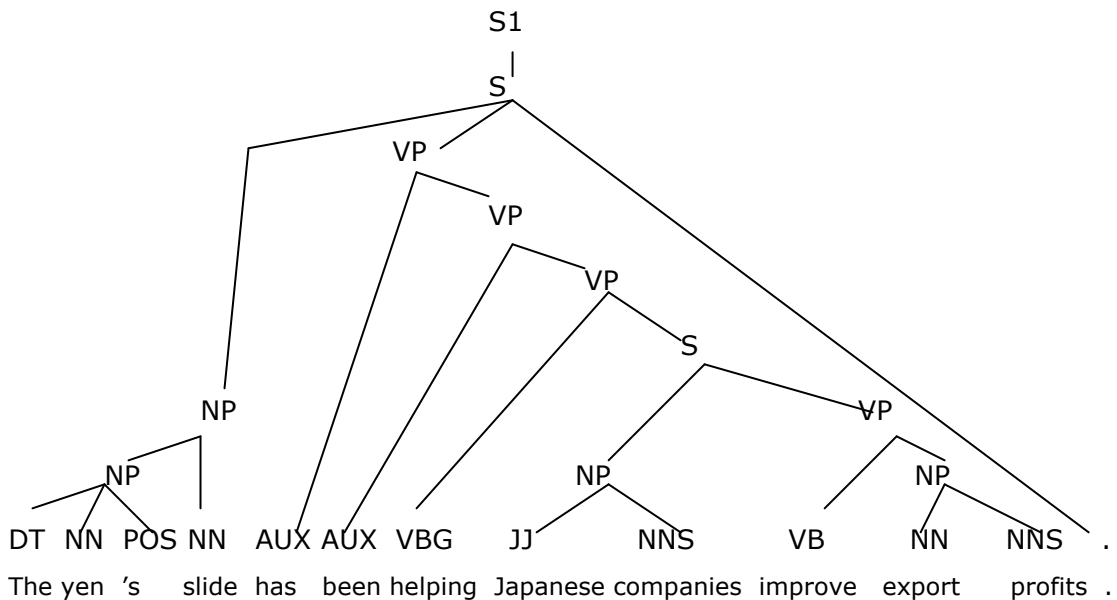 S1
S
VP
VP
VP
S
NP VP
NP NP NP
DT NN POS NN AUX AUX VBG JJ NNS VB NN NNS .
The yen ’s slide has been helping Japanese companies improve export profits .